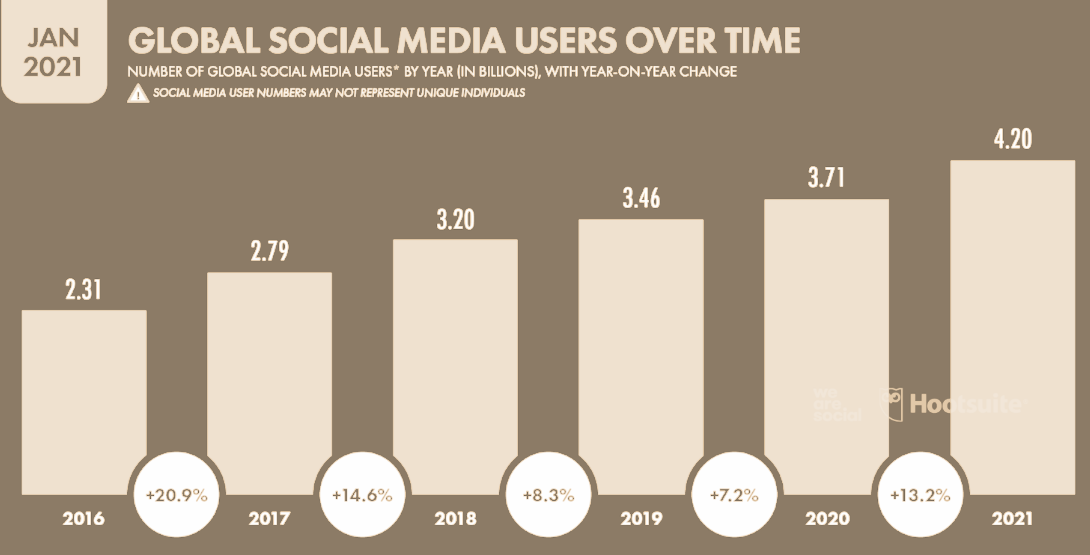 JAN
2021
GLOBAL SOCIAL MEDIA USERS OVER TIME
NUMBER OF GLOBAL SOCIAL MEDIA USERS* BY YEAR (IN BILLIONS), WITH YEAR-ON-YEAR CHANGE
! SOCIAL MEDIA USER NUMBERS MAY NOT REPRESENT UNIQUE INDIVIDUALS
2.31
2.79
3.20
3.46
3.71
4.20
we
are
social
Hootsuite
+20.9%
+14.6%
+8.3%
+7.2%
+13.2%
2016
2017
2018
2019
2020
2021